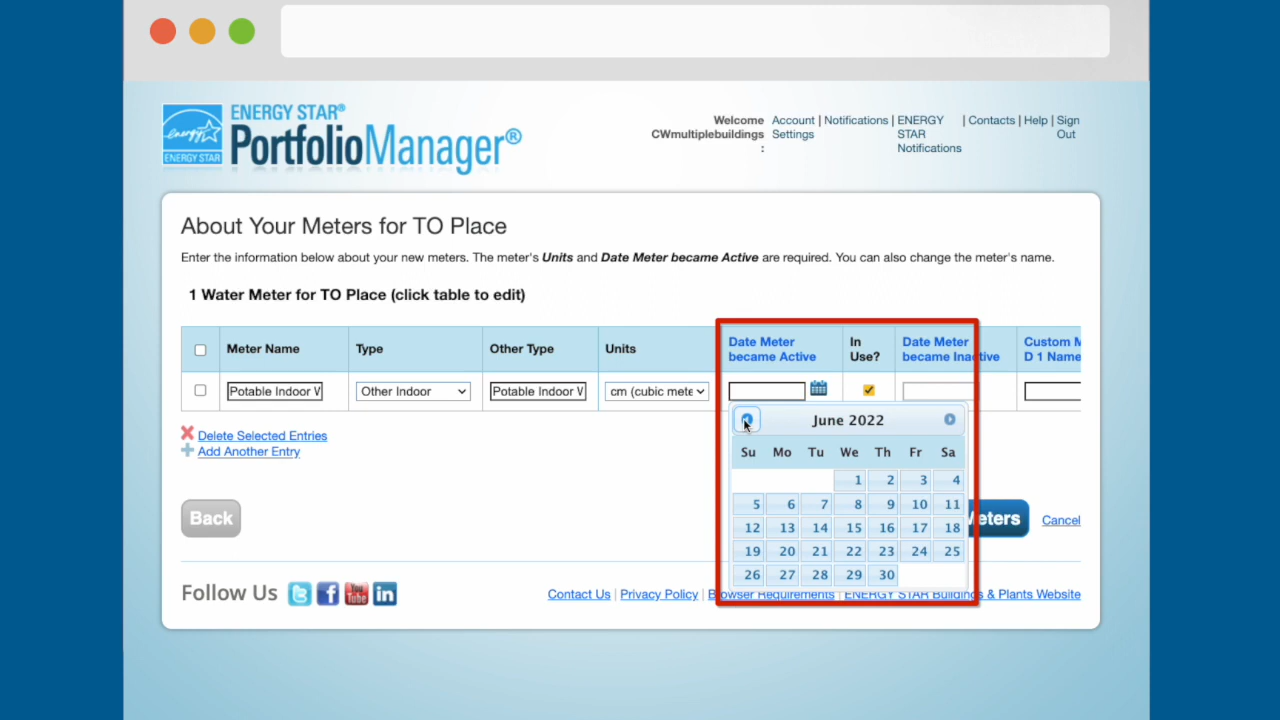 ENERGY STAR®
PortfolioManager®
energy
ENERGY STAR
Welcome
CWmultiplebuildings
:
Account
Settings
| Notifications |
ENERGY
STAR
Notifications
| Contacts | Help |
Sign
Out
About Your Meters for TO Place
Enter the information below about your new meters. The meter's Units and Date Meter became Active are required. You can also change the meter's name.
1 Water Meter for TO Place (click table to edit)
Meter Name
Type
Other Type
Units
Date Meter
became Active
In
Use?
Date Meter
became Inactive
Custom M
D 1 Name
Potable Indoor W
Other Indoor
Potable Indoor W
cm (cubic mete
June 2022
Su Mo Tu We Th Fr Sa
1 2 3 4
5 6 7 8 9 10 11
12 13 14 15 16 17 18
19 20 21 22 23 24 25
26 27 28 29 30
Delete Selected Entries
Add Another Entry
Back
Meters
Cancel
Follow Us
You
Tube
in
Contact Us | Privacy Policy | Browser Requirements | ENERGY STAR Buildings & Plants Website